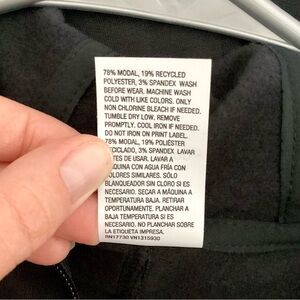 78% MODAL, 19% RECYCLED
POLYESTER, 3% SPANDEX WASH
BEFORE WEAR. MACHINE WASH
COLD WITH LIKE COLORS. ONLY
NON CHLORINE BLEACH IF NEEDED.
TUMBLE DRY LOW. REMOVE
PROMPTLY. COOL IRON IF NEEDED.
DO NOT IRON ON PRINT LABEL.
78% MODAL, 19% POLIÉSTER
RECICLADO, 3% SPANDEX LAVAR
ANTES DE USAR. LAVAR A
MÁQUINA CON AGUA FRÍA CON
COLORES SIMILARES. SÓLO
BLANQUEADOR SIN CLORO SI ES
NECESARIO. SECAR A MÁQUINA A
TEMPERATURA BAJA. RETIRAR
OPORTUNAMENTE. PLANCHAR A
BAJA TEMPERATURA SI ES
NECESARIO. NO PLANCHAR SOBRE
LA ETIQUETA IMPRESA.
RN17730 VN1315930